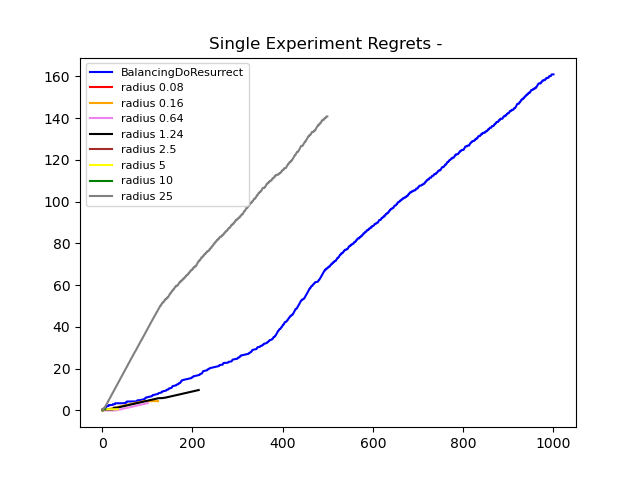 Single Experiment Regrets -
BalancingDoResurrect
radius 0.08
radius 0.16
radius 0.64
radius 1.24
radius 2.5
radius 5
radius 10
radius 25
160
140
120
100
80
60
40
20
0
0 200 400 600 800 1000